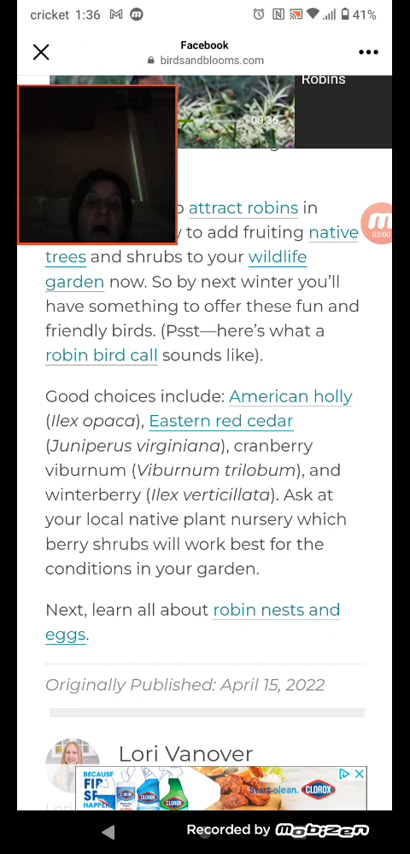 cricket 1:36 41%
Facebook
birdsandblooms.com
Robins
00:36
attract robins in
to add fruiting native
trees and shrubs to your wildlife
garden now. So by next winter you'll
have something to offer these fun and
friendly birds. (Psst—here's what a
robin bird call sounds like).
Good choices include: American holly
(Ilex opaca), Eastern red cedar
(Juniperus virginiana), cranberry
viburnum (Viburnum trilobum), and
winterberry (Ilex verticillata). Ask at
your local native plant nursery which
berry shrubs will work best for the
conditions in your garden.
Next, learn all about robin nests and
eggs.
Originally Published: April 15, 2022
Lori Vanover
BECAUSE
HAPPEN
Start clean. CLOROX
03:00
Recorded by MOBIZEN